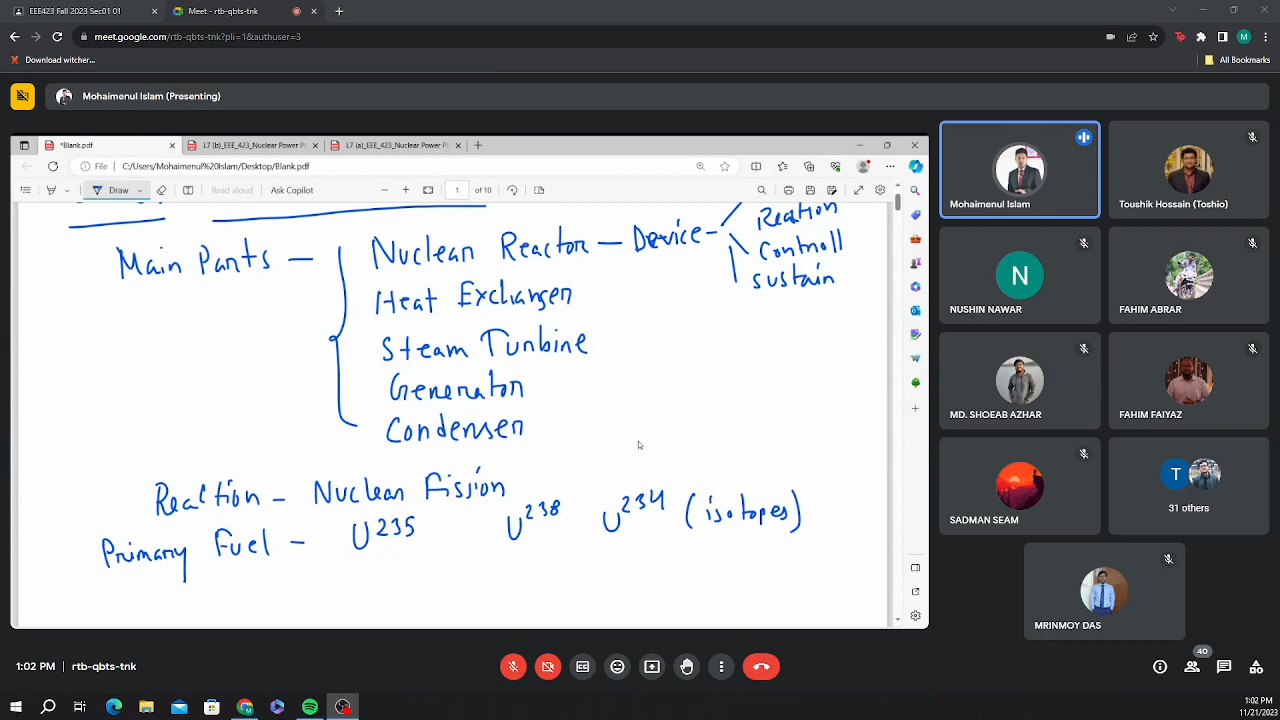 EEE423 Fall 2023 Sec01 01
Meet - rtb-qbts-tnk
meet.google.com/rtb-qbts-tnk?pli=1&authuser=3
Download witcher...
All Bookmarks
Mohaimenul Islam (Presenting)
*Blank.pdf
L7 (b)_EEE_423_Nuclear Power Pl
L7 (a)_EEE_423_Nuclear Power Pl
File
C:/Users/Mohaimenul%20Islam/Desktop/Blank.pdf
Draw
Read aloud
Ask Copilot
1
of 10
Main Parts —
Nuclear Reactor — Device -
Reation
Controll
sustain
Heat Exchanger
Steam Turbine
Generator
Condenser
Reaction - Nuclear Fission
Primary Fuel - U235 U238 U234 (isotopes)
Mohaimenul Islam
Toushik Hossain (Toshio)
N
NUSHIN NAWAR
FAHIM ABRAR
MD. SHOEAB AZHAR
FAHIM FAIYAZ
SADMAN SEAM
T
31 others
MRINMOY DAS
1:02 PM | rtb-qbts-tnk
40
1:02 PM
11/21/2023